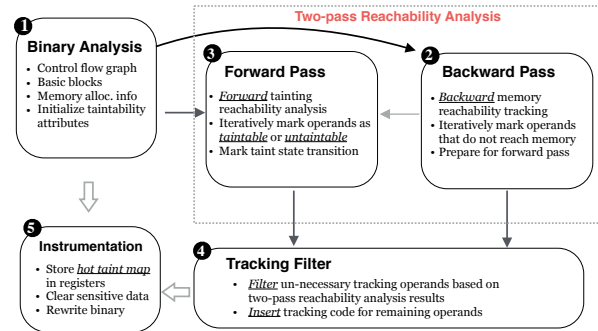 Two-pass Reachability Analysis
1
Binary Analysis
• Control flow graph
• Basic blocks
• Memory alloc. info
• Initialize taintability
attributes
3
Forward Pass
• Forward tainting
reachability analysis
• Iteratively mark operands as
taintable or untaintable
• Mark taint state transition
2
Backward Pass
• Backward memory
reachability tracking
• Iteratively mark operands
that do not reach memory
• Prepare for forward pass
5
Instrumentation
• Store hot taint map
in registers
• Clear sensitive data
• Rewrite binary
4
Tracking Filter
• Filter un-necessary tracking operands based on
two-pass reachability analysis results
• Insert tracking code for remaining operands